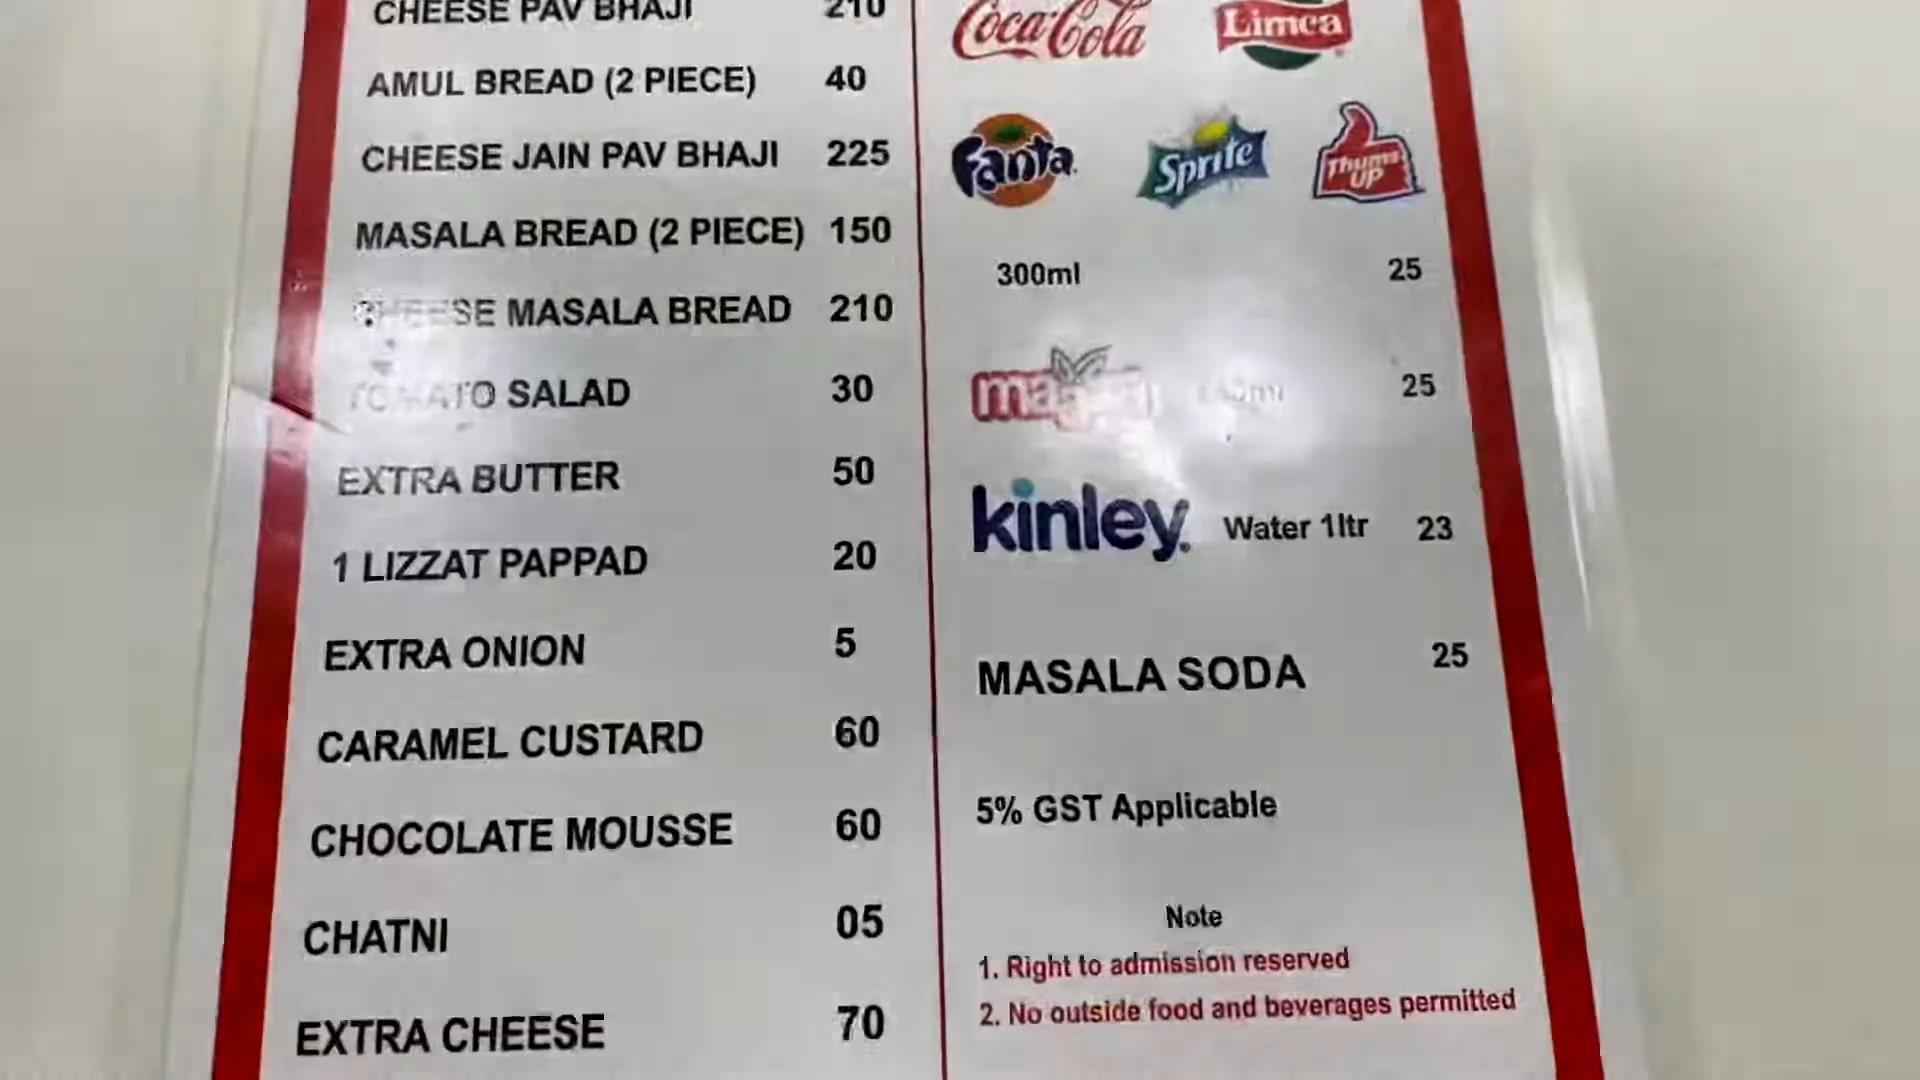 CHEESE PAV BHAJI 210
AMUL BREAD (2 PIECE) 40
CHEESE JAIN PAV BHAJI 225
MASALA BREAD (2 PIECE) 150
CHEESE MASALA BREAD 210
TOMATO SALAD 30
EXTRA BUTTER 50
1 LIZZAT PAPPAD 20
EXTRA ONION 5
CARAMEL CUSTARD 60
CHOCOLATE MOUSSE 60
CHATNI 05
EXTRA CHEESE 70
Coca-Cola Limca
Fanta Sprite Thums UP
300ml 25
maaza 25
kinley Water 1ltr 23
MASALA SODA 25
5% GST Applicable
Note
1. Right to admission reserved
2. No outside food and beverages permitted